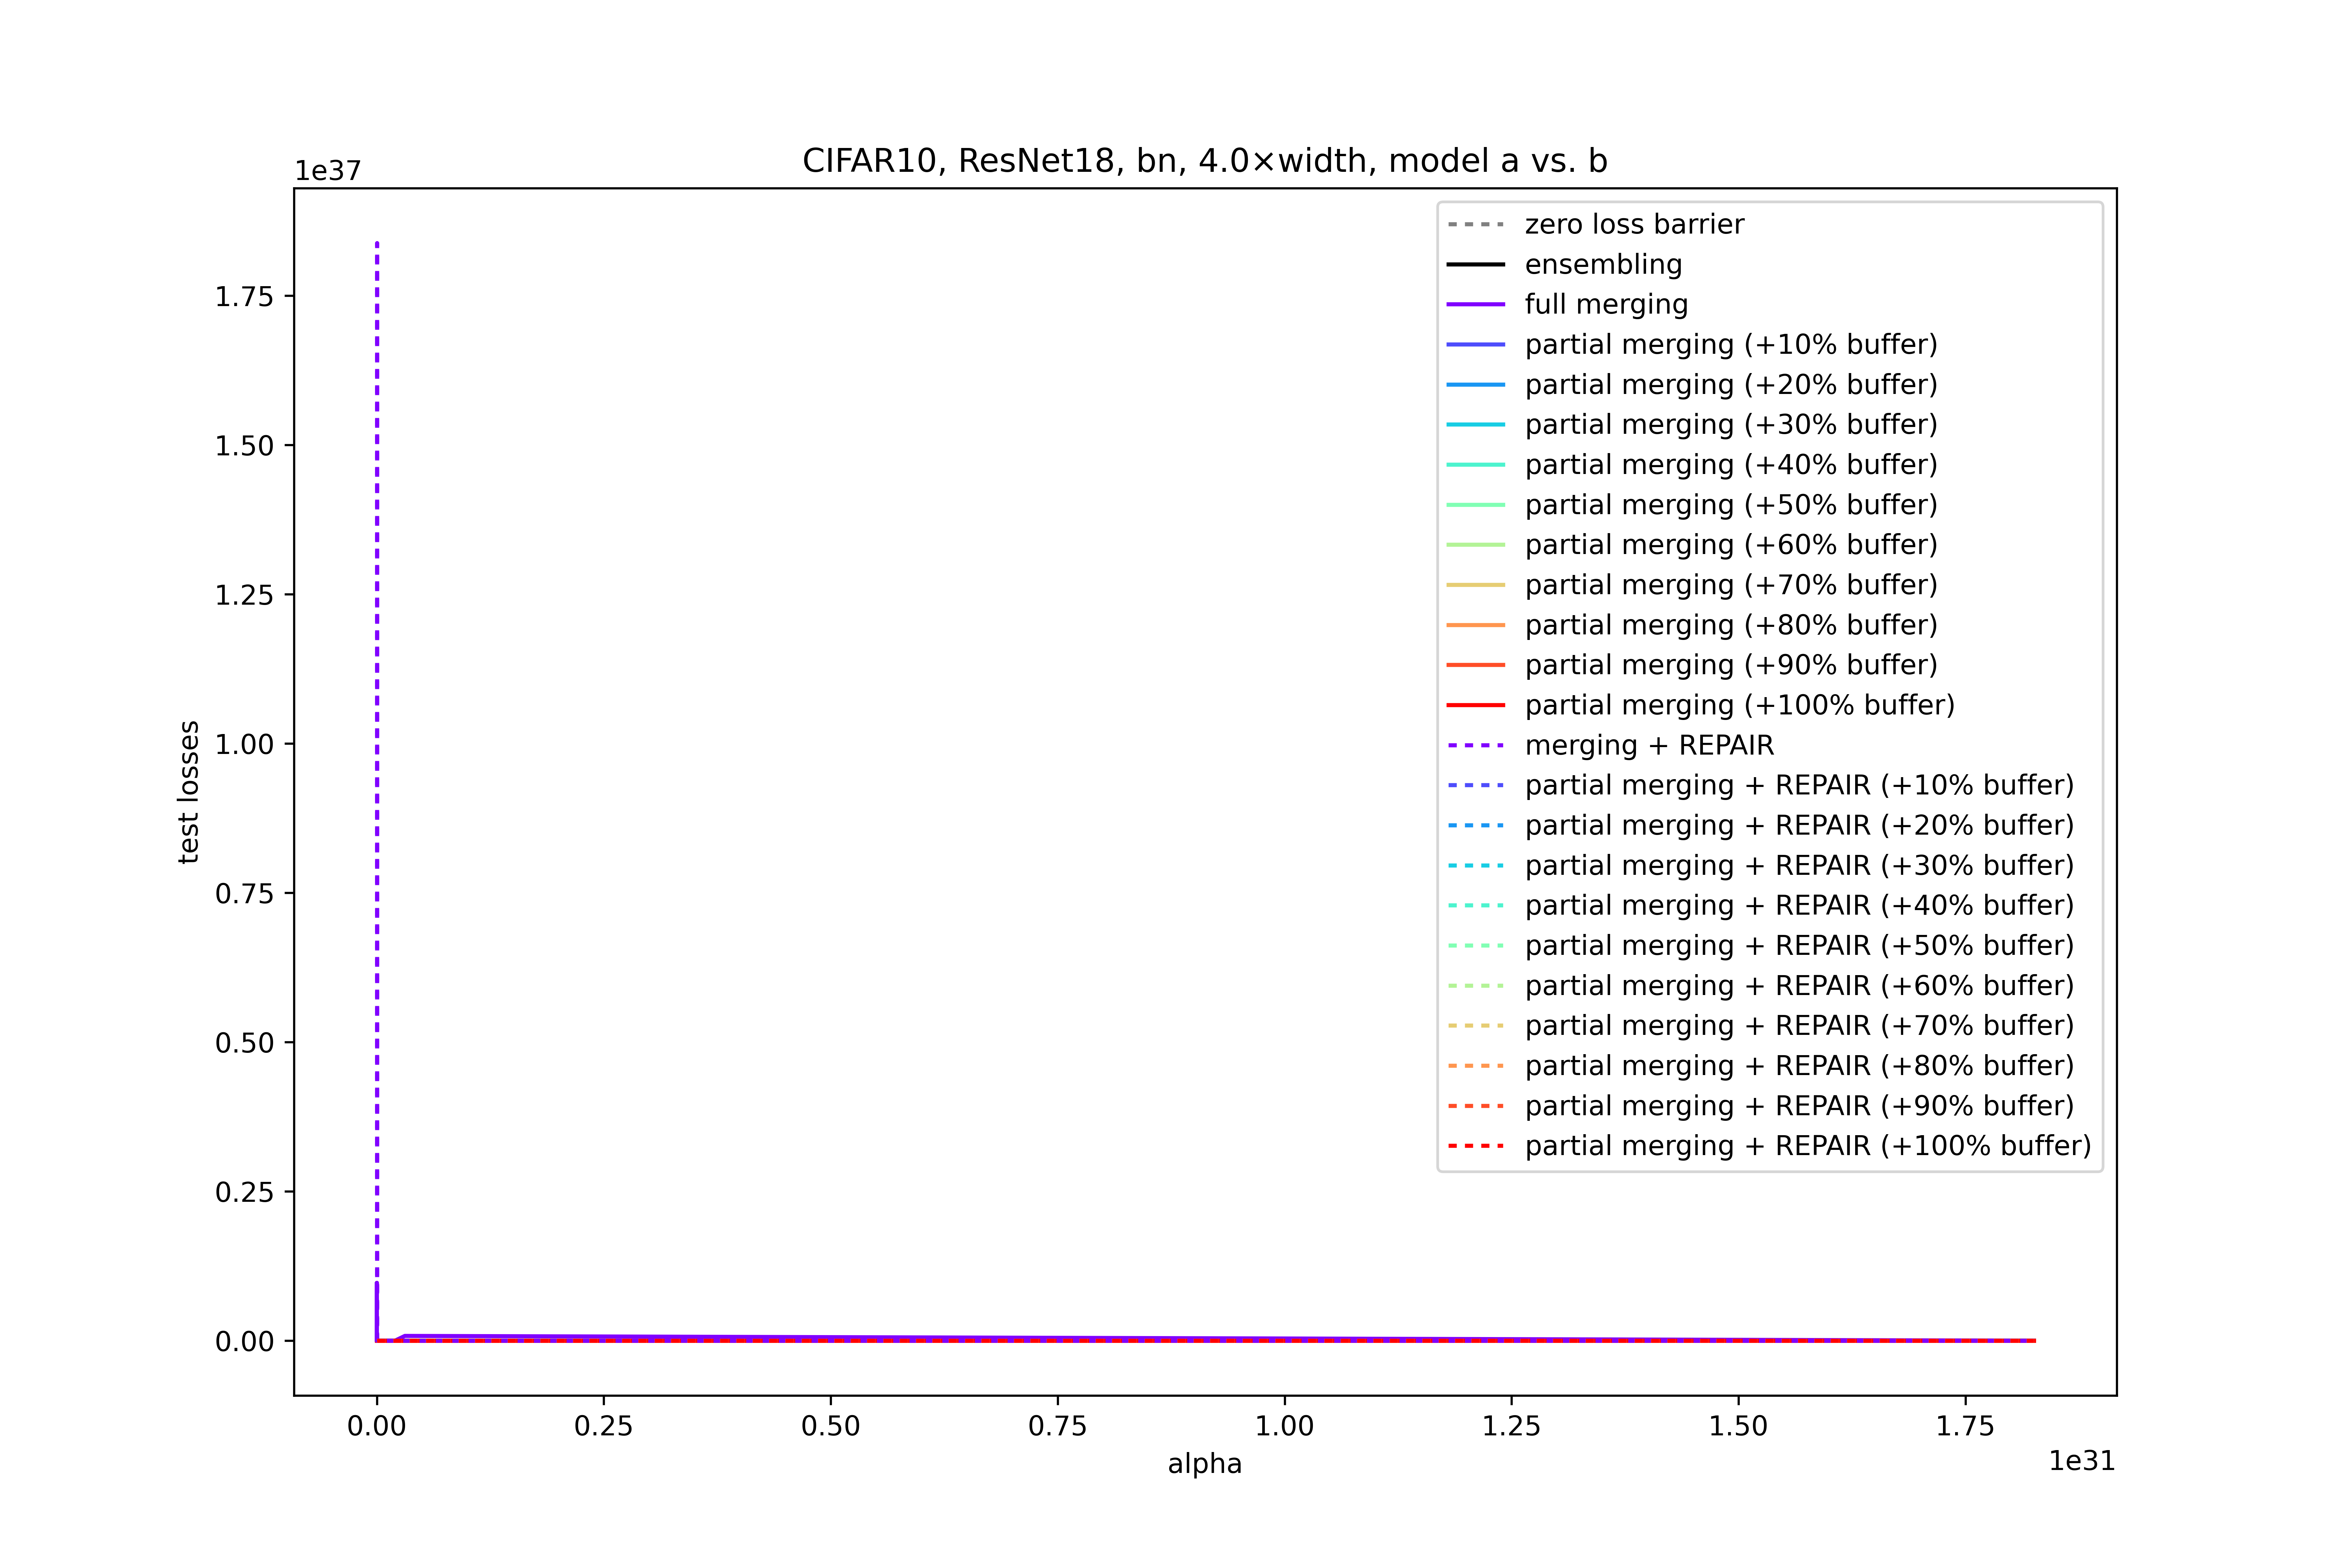 CIFAR10, ResNet18, bn, 4.0×width, model a vs. b
1e37
zero loss barrier
ensembling
full merging
partial merging (+10% buffer)
partial merging (+20% buffer)
partial merging (+30% buffer)
partial merging (+40% buffer)
partial merging (+50% buffer)
partial merging (+60% buffer)
partial merging (+70% buffer)
partial merging (+80% buffer)
partial merging (+90% buffer)
partial merging (+100% buffer)
merging + REPAIR
partial merging + REPAIR (+10% buffer)
partial merging + REPAIR (+20% buffer)
partial merging + REPAIR (+30% buffer)
partial merging + REPAIR (+40% buffer)
partial merging + REPAIR (+50% buffer)
partial merging + REPAIR (+60% buffer)
partial merging + REPAIR (+70% buffer)
partial merging + REPAIR (+80% buffer)
partial merging + REPAIR (+90% buffer)
partial merging + REPAIR (+100% buffer)
1.75
1.50
1.25
1.00
0.75
0.50
0.25
0.00
test losses
0.00 0.25 0.50 0.75 1.00 1.25 1.50 1.75
1e31
alpha